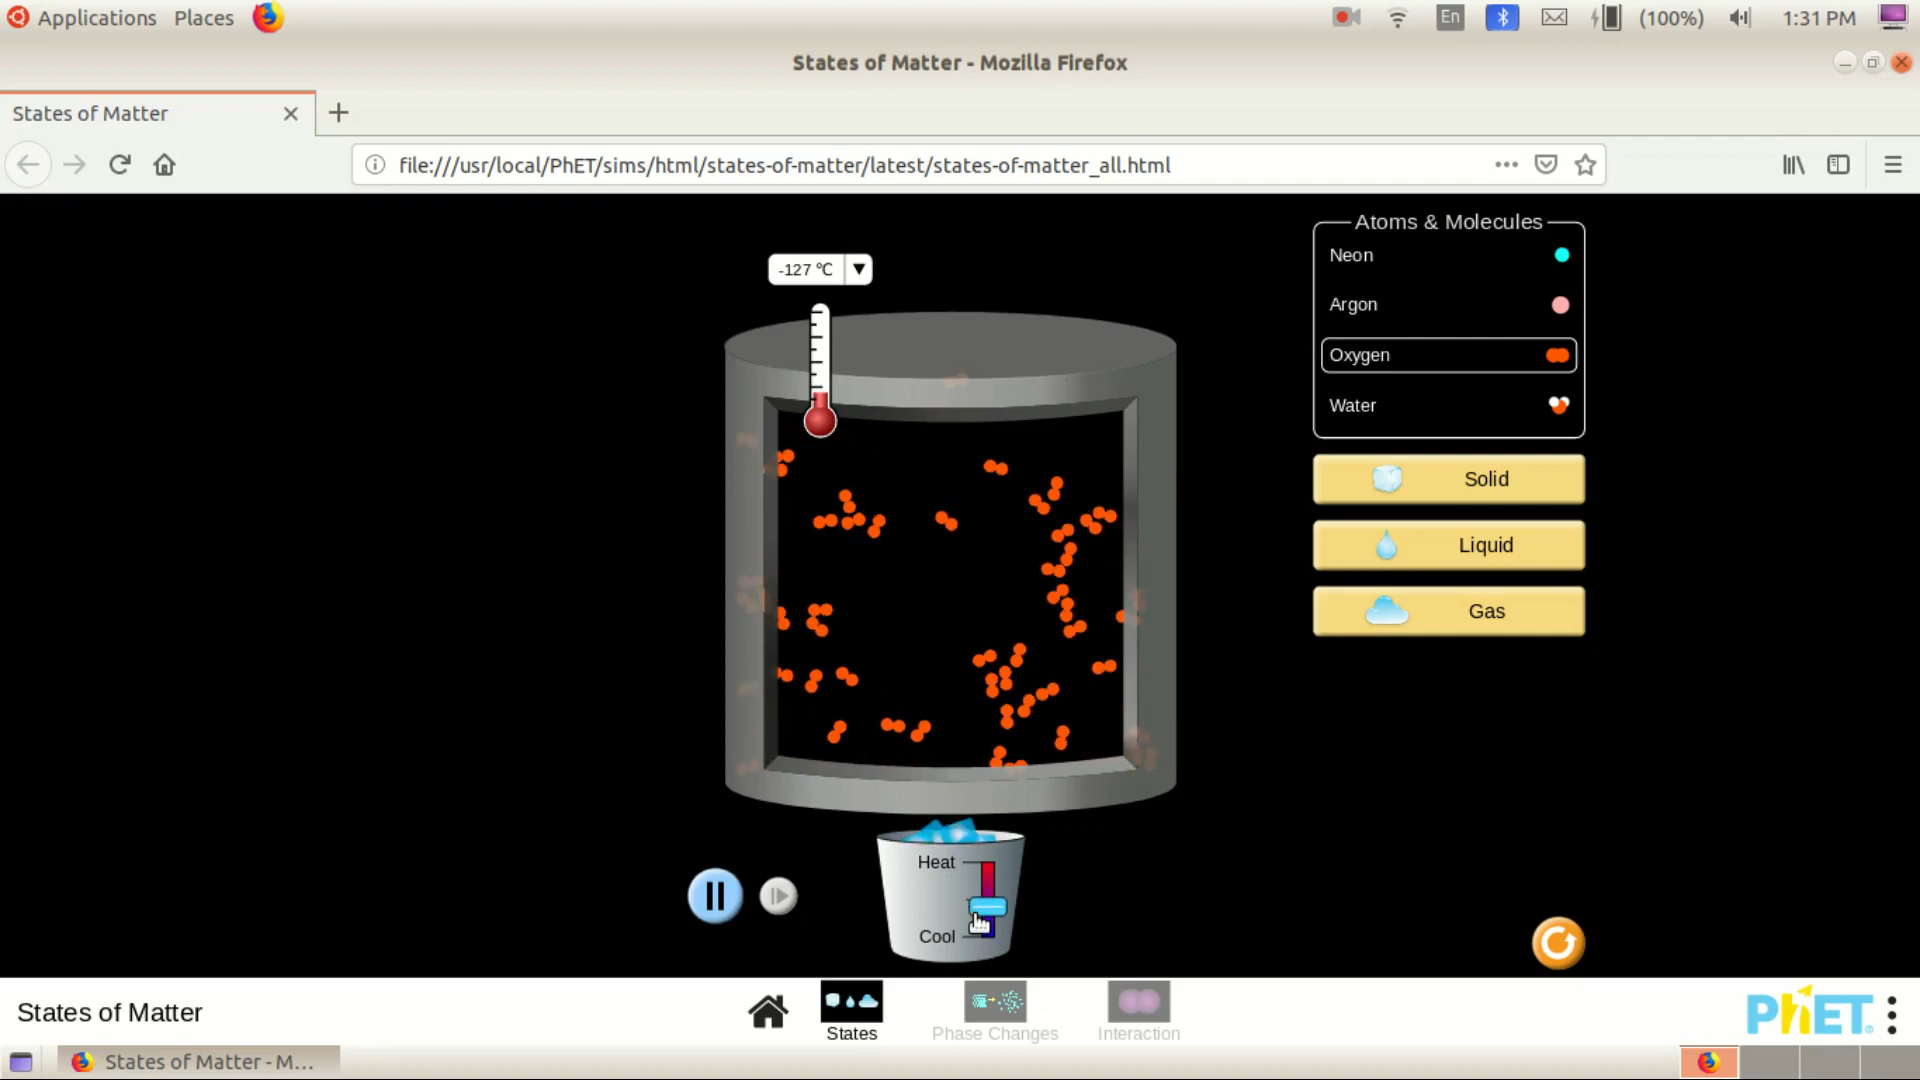 Applications Places
En
(100%)
1:31 PM
States of Matter - Mozilla Firefox
States of Matter
file:///usr/local/PhET/sims/html/states-of-matter/latest/states-of-matter_all.html
Atoms & Molecules
Neon
Argon
Oxygen
Water
-127 °C
Solid
Liquid
Gas
Heat
Cool
States of Matter
States
Phase Changes
Interaction
PhET
States of Matter - M...